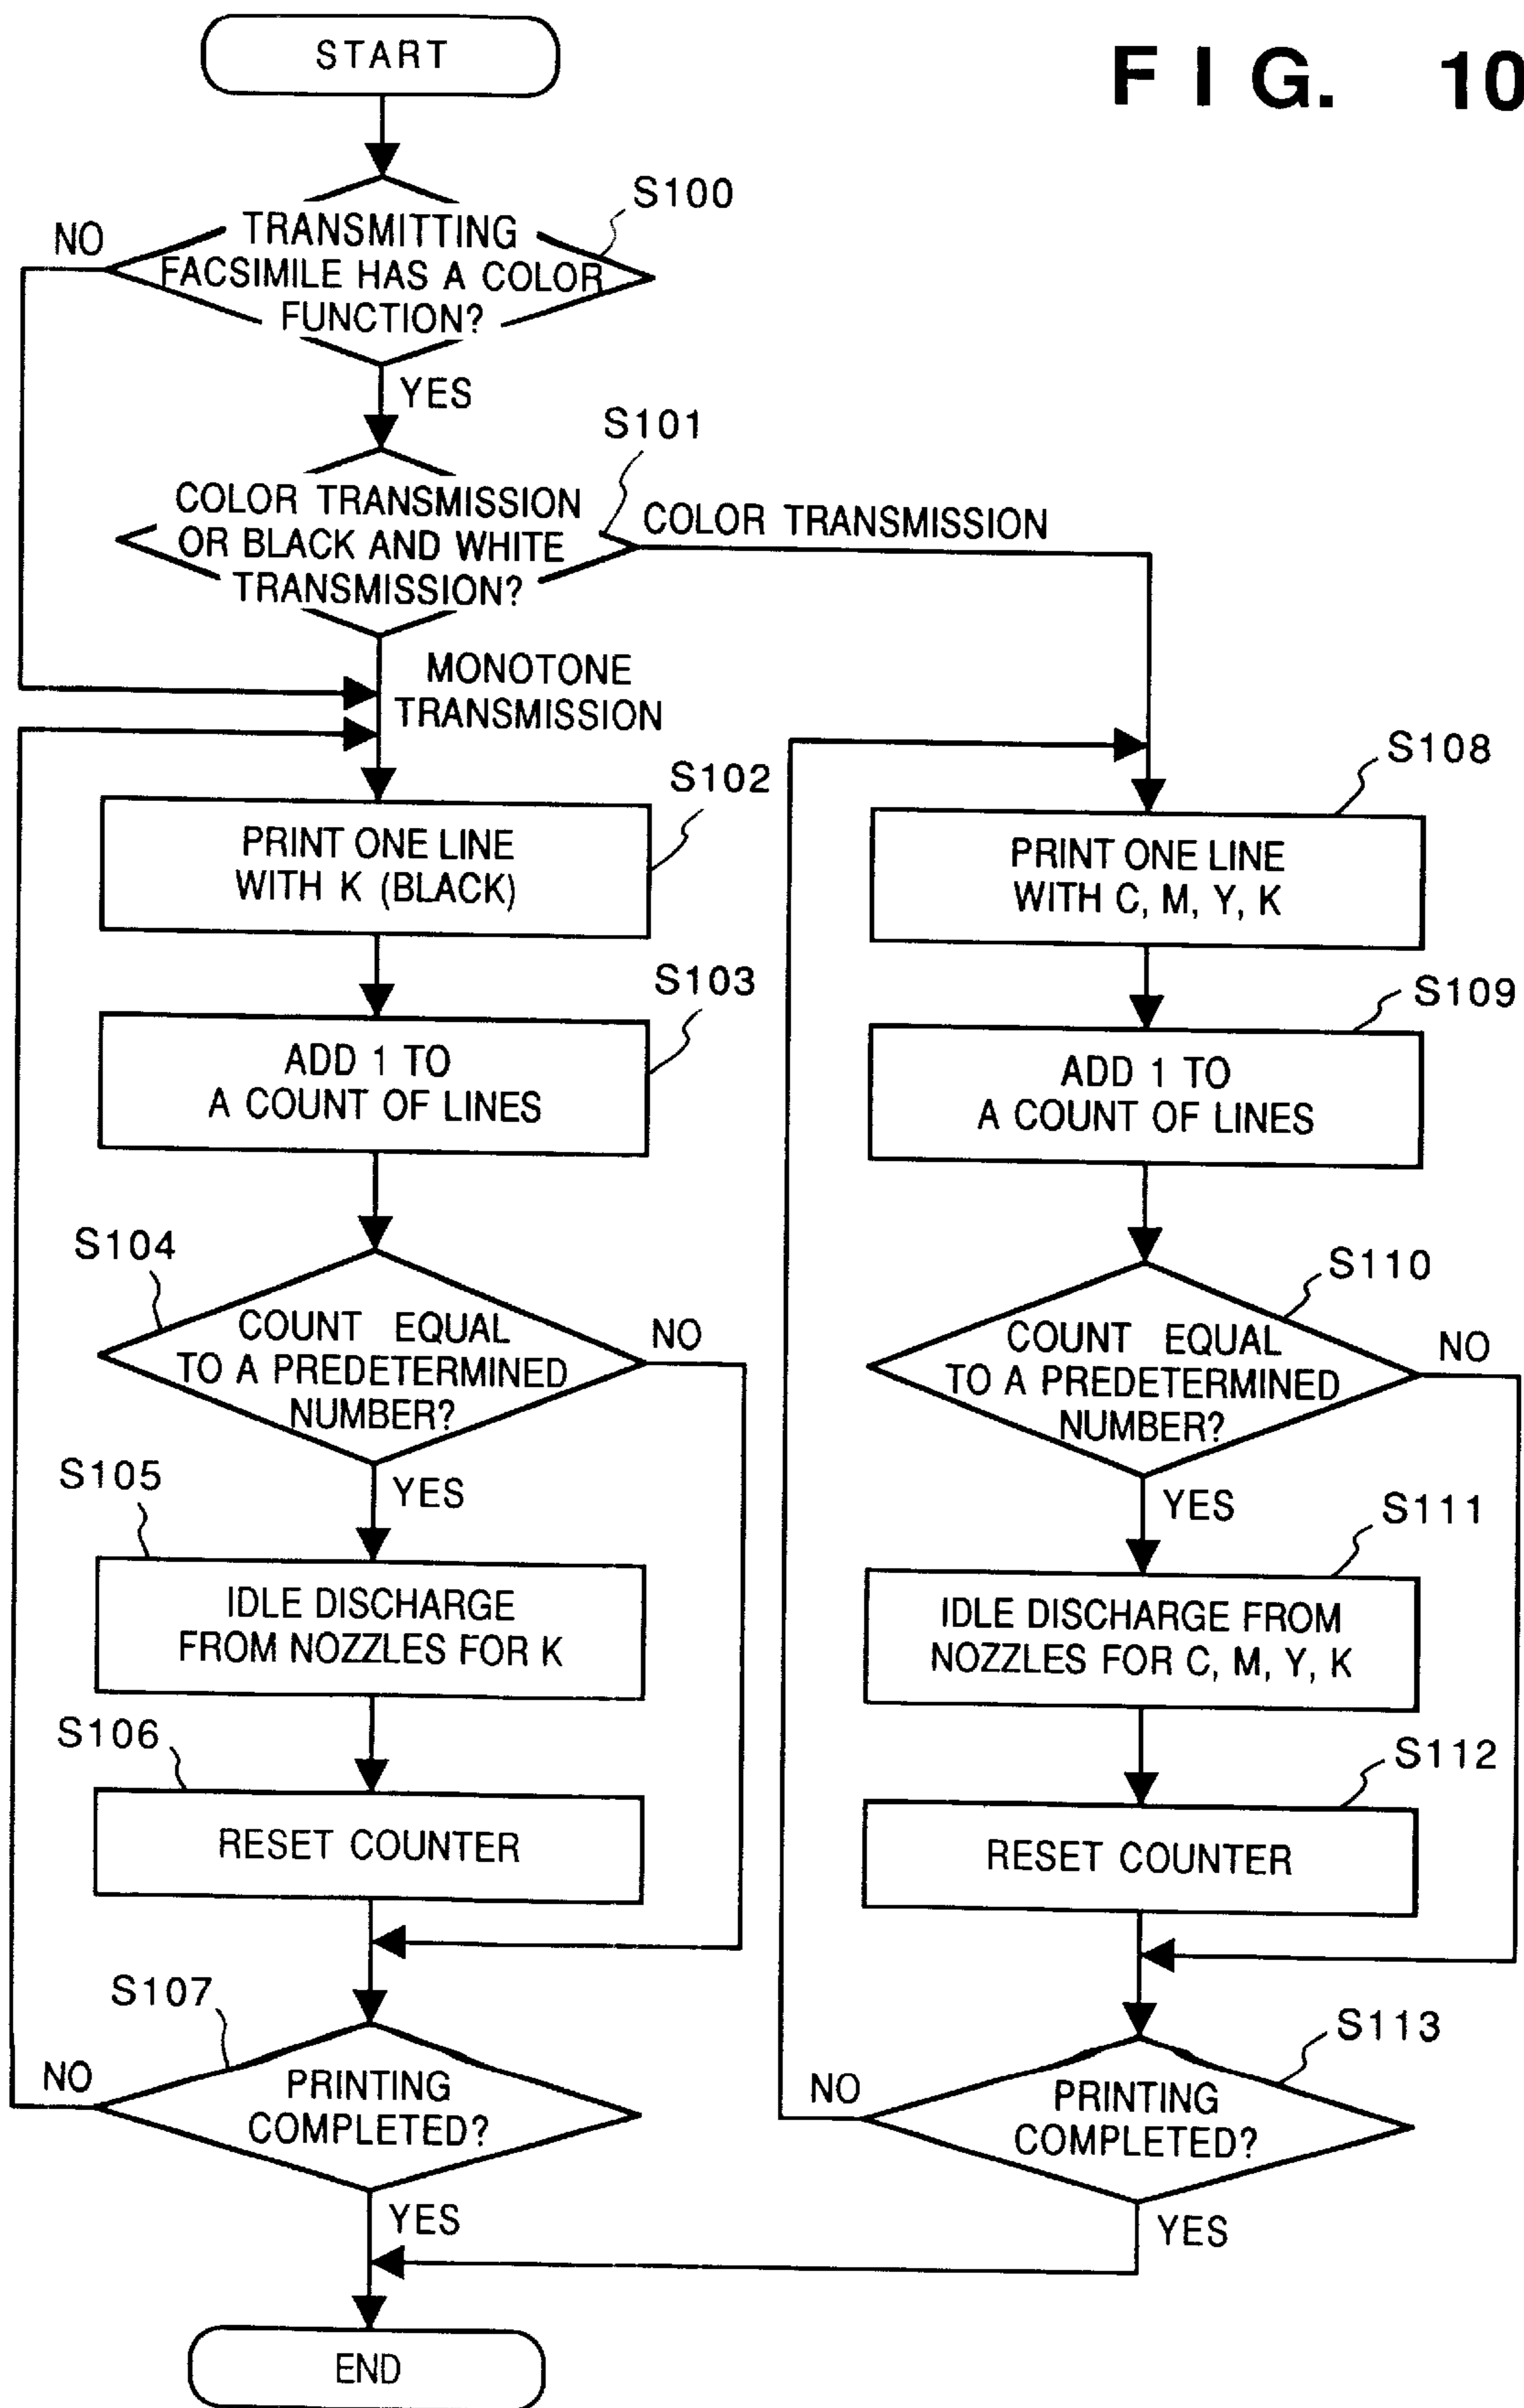 FIG. 10
START
S100
NO
TRANSMITTING
FACSIMILE HAS A COLOR
FUNCTION?
YES
S101
COLOR TRANSMISSION
OR BLACK AND WHITE
TRANSMISSION?
COLOR TRANSMISSION
MONOTONE
TRANSMISSION
S102
PRINT ONE LINE
WITH K (BLACK)
S103
ADD 1 TO
A COUNT OF LINES
S104
COUNT EQUAL
TO A PREDETERMINED
NUMBER?
NO
YES
S105
IDLE DISCHARGE
FROM NOZZLES FOR K
S106
RESET COUNTER
S107
NO
PRINTING
COMPLETED?
YES
S108
PRINT ONE LINE
WITH C, M, Y, K
S109
ADD 1 TO
A COUNT OF LINES
S110
COUNT EQUAL
TO A PREDETERMINED
NUMBER?
NO
YES
S111
IDLE DISCHARGE FROM
NOZZLES FOR C, M, Y, K
S112
RESET COUNTER
S113
NO
PRINTING
COMPLETED?
YES
END